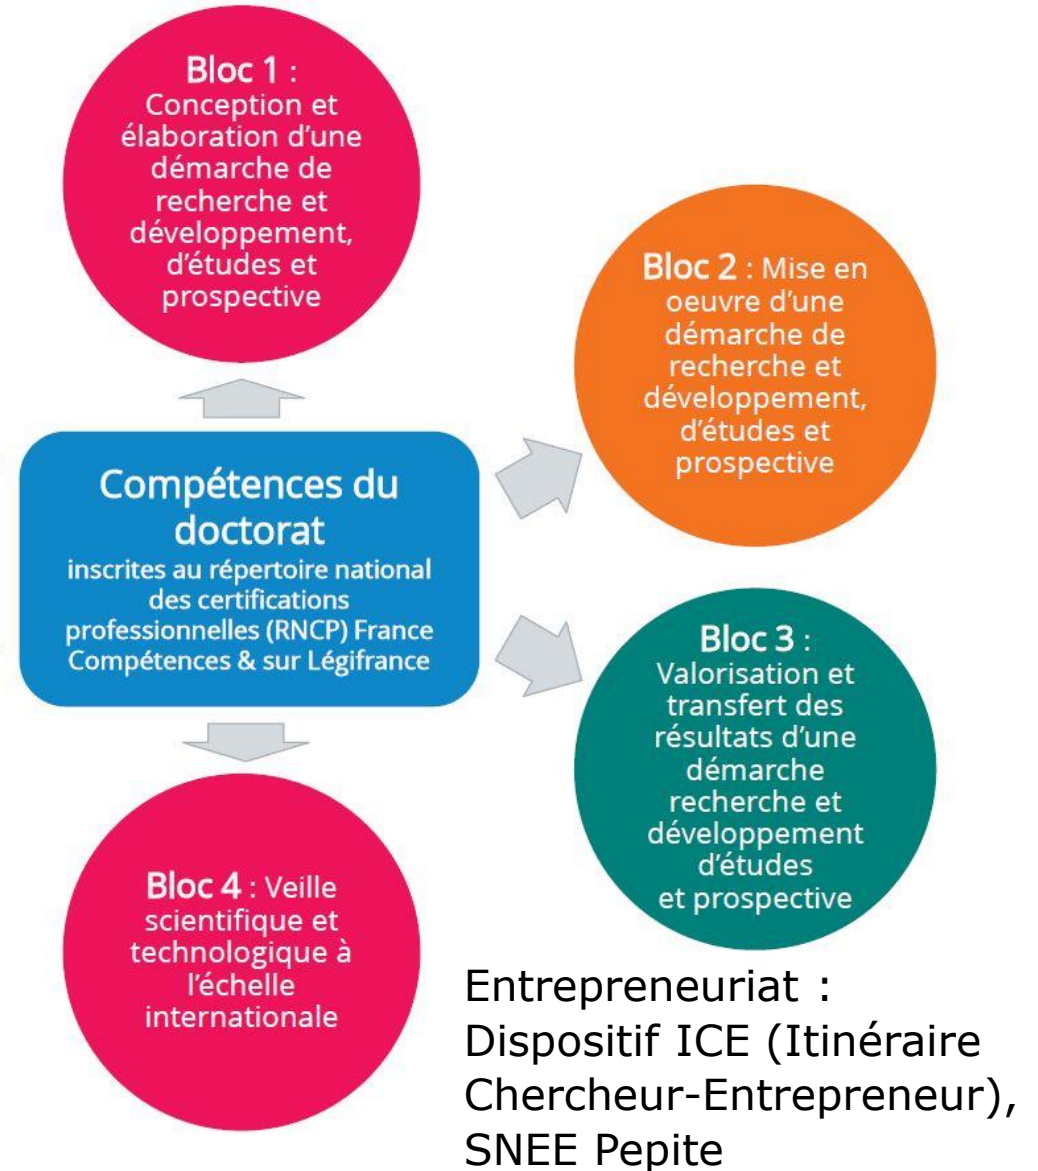 Bloc 1 :
Conception et
élaboration d'une
démarche de
recherche et
développement,
d'études et
prospective
Bloc 2 : Mise en
oeuvre d'une
démarche de
recherche et
développement,
d'études et
prospective
Compétences du
doctorat
inscrites au répertoire national
des certifications
professionnelles (RNCP) France
Compétences & sur Légifrance
Bloc 3 :
Valorisation et
transfert des
résultats d'une
démarche
recherche et
développement
d'études
et prospective
Bloc 4 : Veille
scientifique et
technologique à
l'échelle
internationale
Entrepreneuriat :
Dispositif ICE (Itinéraire
Chercheur-Entrepreneur),
SNEE Pepite